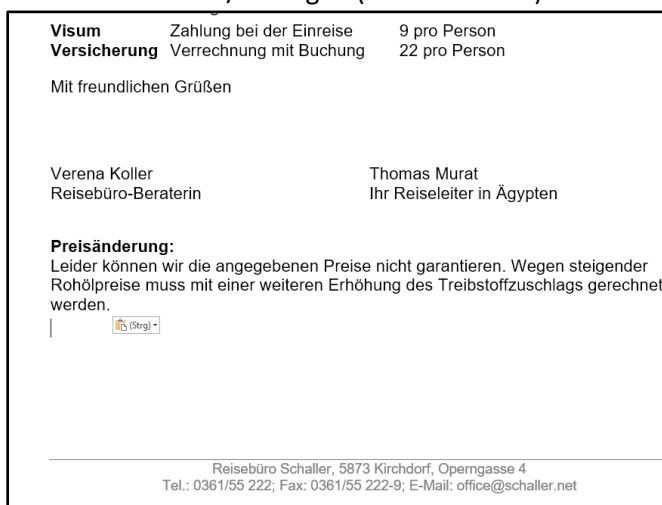 Visum Zahlung bei der Einreise 9 pro Person
Versicherung Verrechnung mit Buchung 22 pro Person
Mit freundlichen Grüßen
Verena Koller Thomas Murat
Reisebüro-Beraterin Ihr Reiseleiter in Ägypten
Preisänderung:
Leider können wir die angegebenen Preise nicht garantieren. Wegen steigender
Rohölpreise muss mit einer weiteren Erhöhung des Treibstoffzuschlags gerechnet
werden.
(Strg)
Reisebüro Schaller, 5873 Kirchdorf, Operngasse 4
Tel.: 0361/55 222; Fax: 0361/55 222-9; E-Mail: office@schaller.net